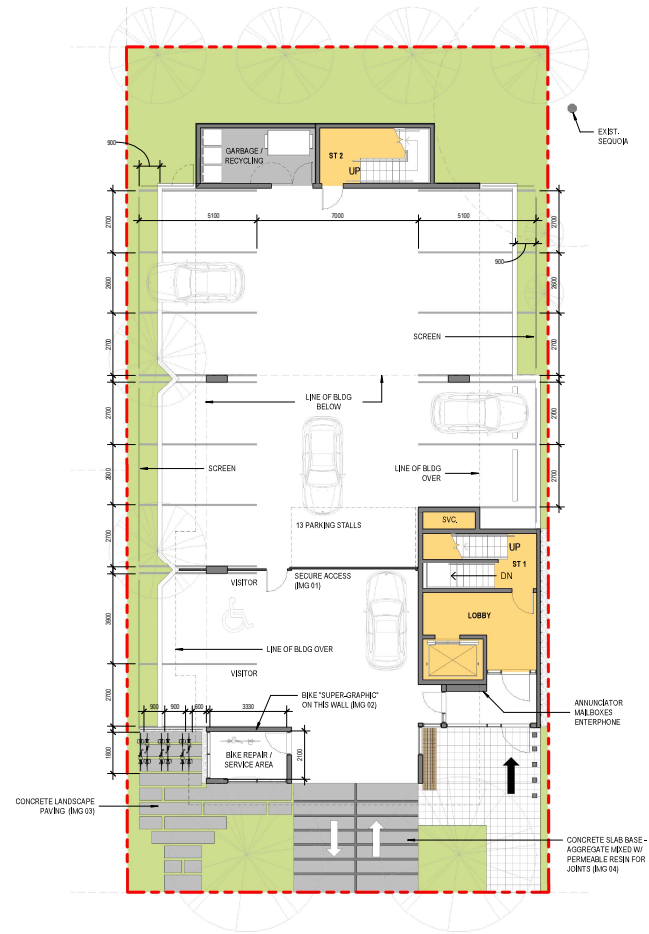 EXIST.
SEQUOIA
GARBAGE /
RECYCLING
ST 2
UP
900
5100
7000
5100
2700
2700
900
2600
2600
2700
2700
SCREEN
LINE OF BLDG
BELOW
2700
2700
SCREEN
LINE OF BLDG
OVER
2600
2600
13 PARKING STALLS
SVC.
2700
2700
UP
ST 1
DN
SECURE ACCESS
(IMG 01)
VISITOR
LOBBY
3900
LINE OF BLDG OVER
VISITOR
2700
BIKE "SUPER-GRAPHIC"
ON THIS WALL (IMG 02)
ANNUNCIATOR
MAILBOXES
ENTERPHONE
900
900
600
3330
1800
BIKE REPAIR /
SERVICE AREA
2100
CONCRETE LANDSCAPE
PAVING (IMG 03)
CONCRETE SLAB BASE -
AGGREGATE MIXED W/
PERMEABLE RESIN FOR
JOINTS (IMG 04)